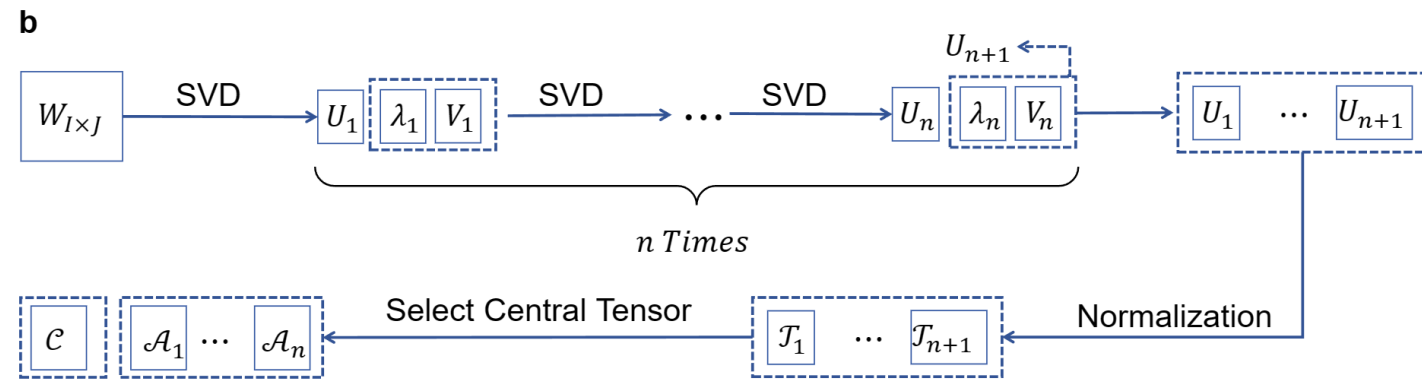 b
U_{n+1}
W_{I×J} SVD U_1 λ_1 V_1 SVD ... SVD U_n λ_n V_n U_1 ... U_{n+1}
n Times
C A_1 ... A_n Select Central Tensor T_1 ... T_{n+1} Normalization